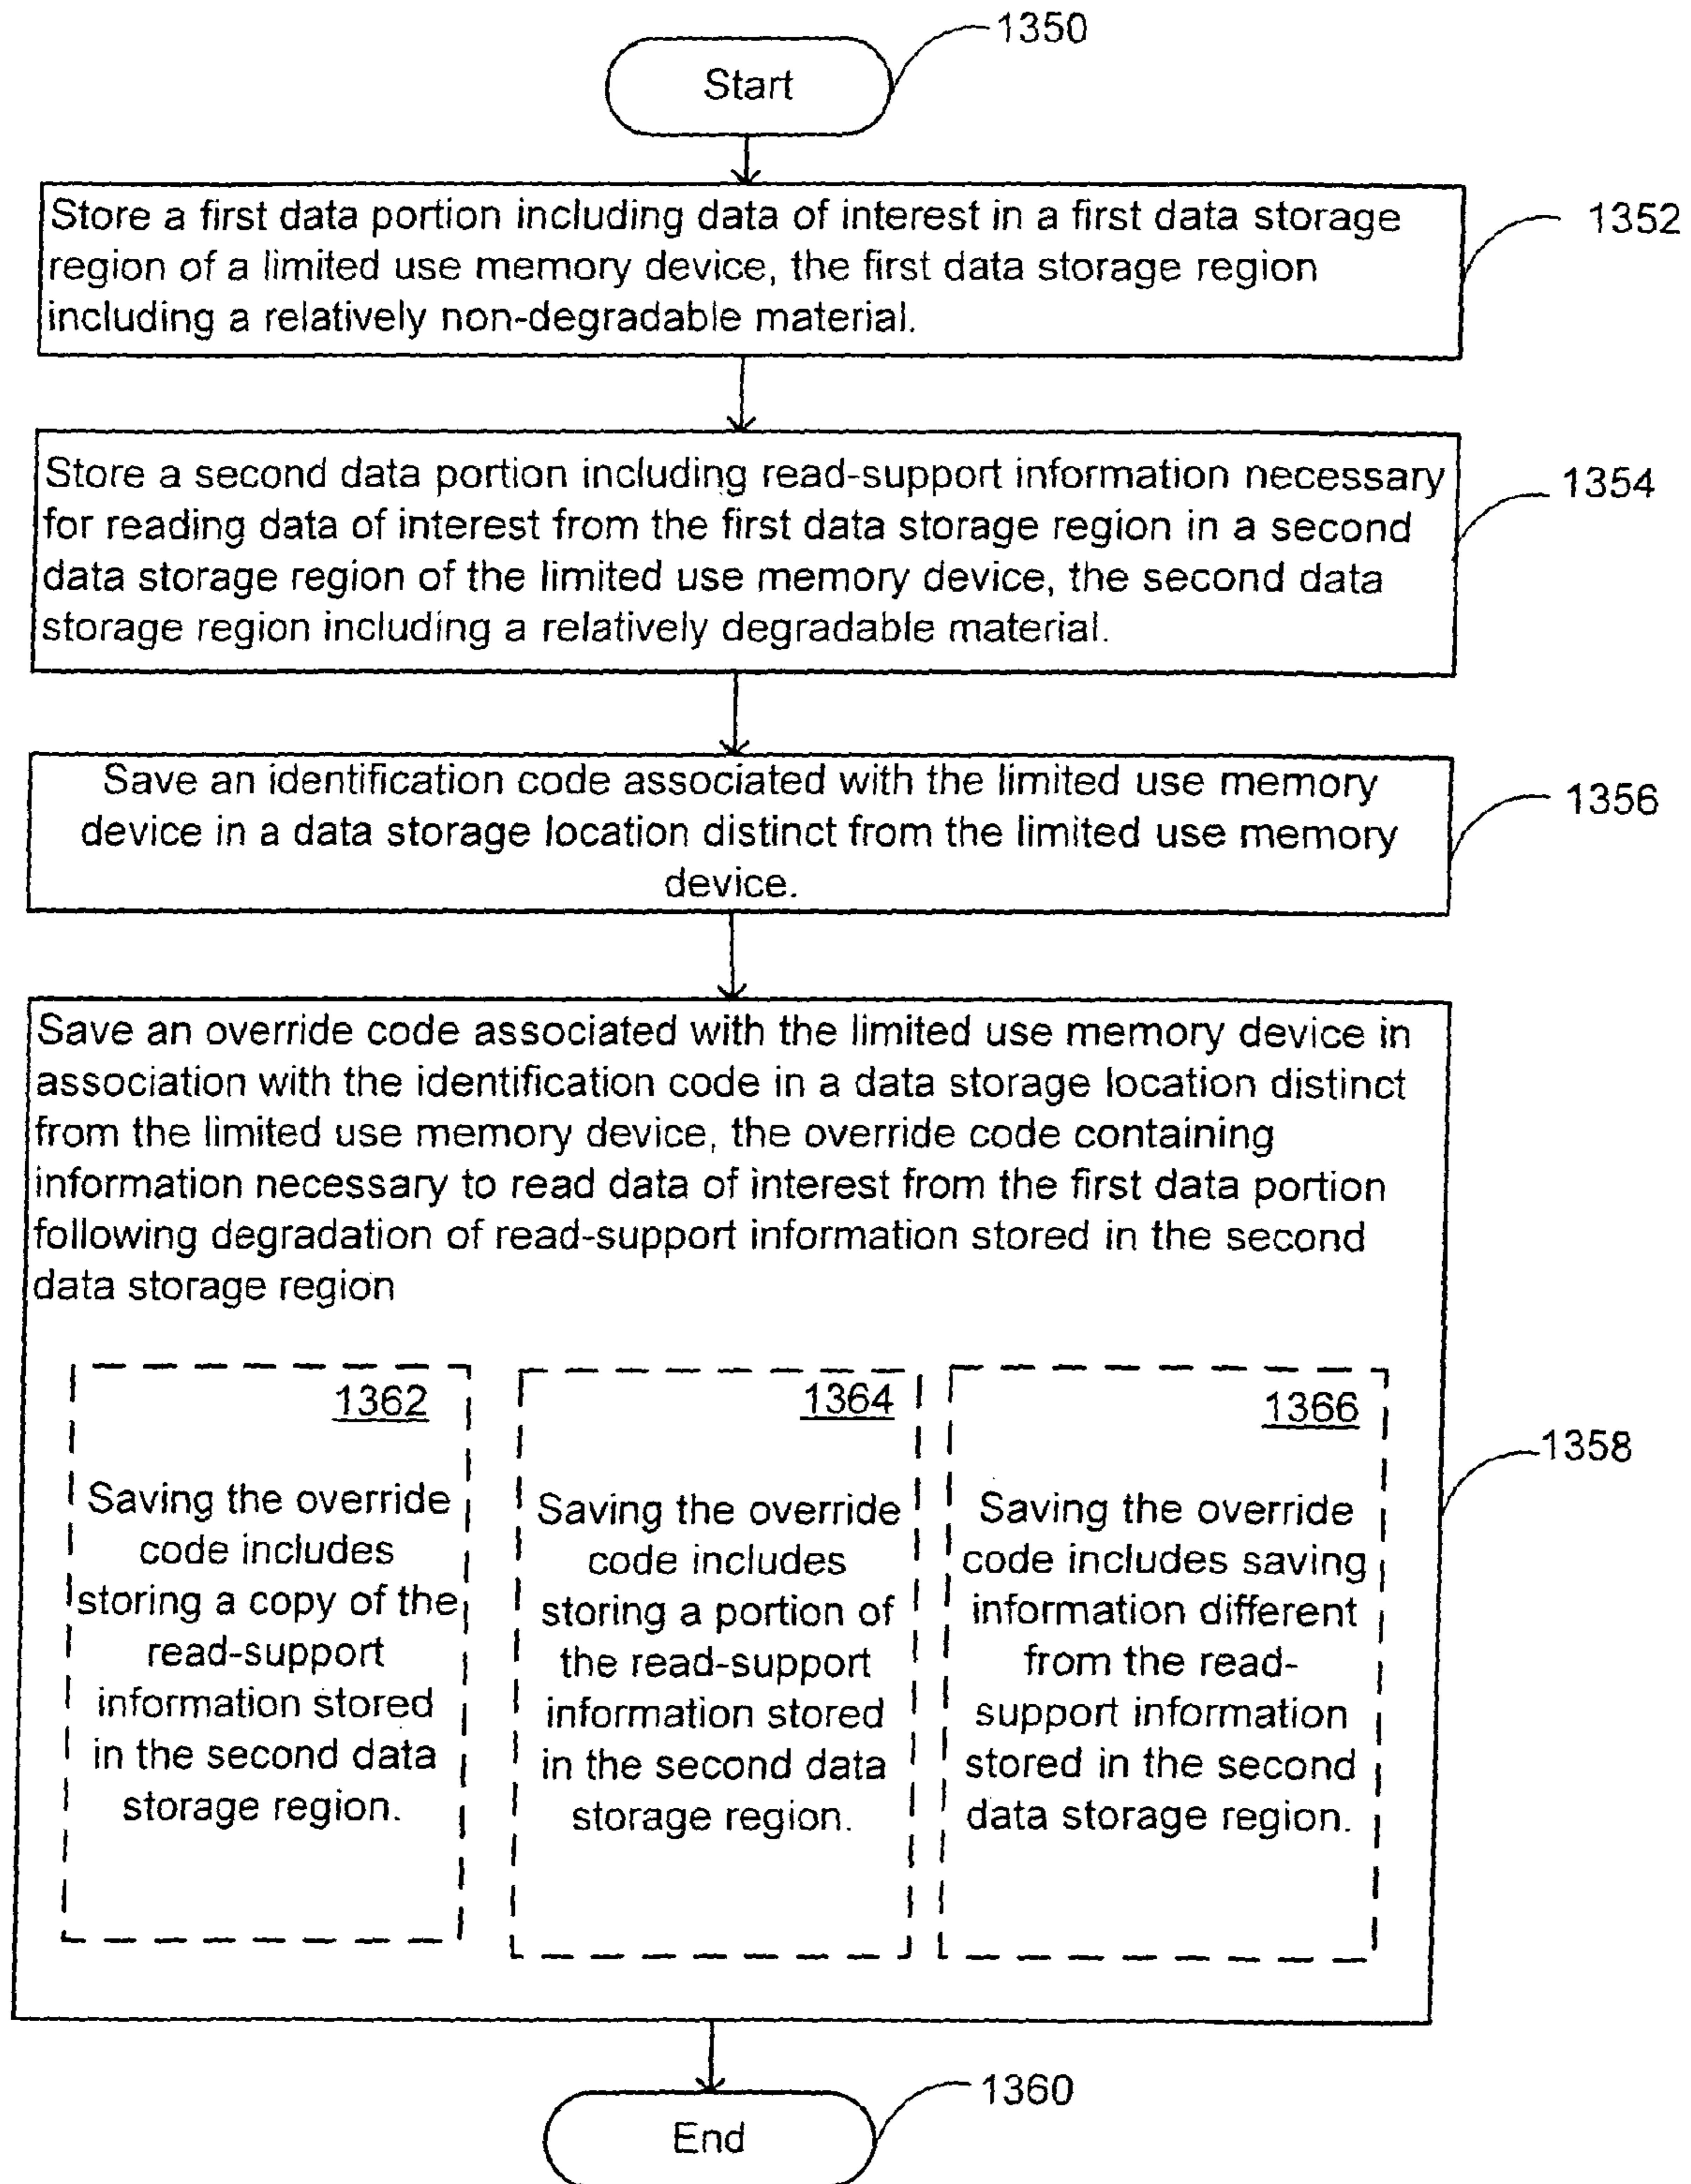 1350
Start
1352
Store a first data portion including data of interest in a first data storage
region of a limited use memory device, the first data storage region
including a relatively non-degradable material.
1354
Store a second data portion including read-support information necessary
for reading data of interest from the first data storage region in a second
data storage region of the limited use memory device, the second data
storage region including a relatively degradable material.
1356
Save an identification code associated with the limited use memory
device in a data storage location distinct from the limited use memory
device.
Save an override code associated with the limited use memory device in
association with the identification code in a data storage location distinct
from the limited use memory device, the override code containing
information necessary to read data of interest from the first data portion
following degradation of read-support information stored in the second
data storage region
1358
1362
Saving the override
code includes
storing a copy of the
read-support
information stored
in the second data
storage region.
1364
Saving the override
code includes
storing a portion of
the read-support
information stored
in the second data
storage region.
1366
Saving the override
code includes saving
information different
from the read-
support information
stored in the second
data storage region.
1360
End